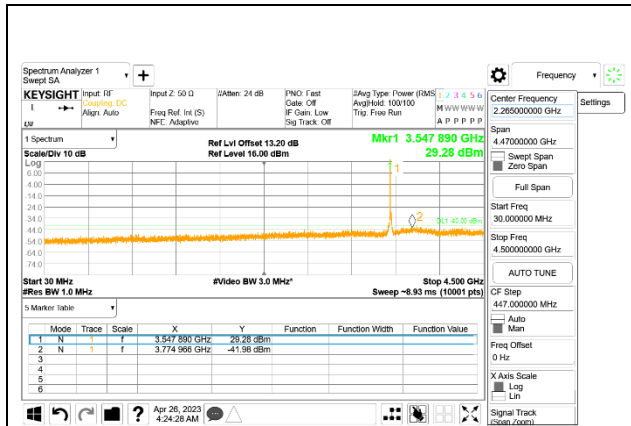 Spectrum Analyzer 1
Swept SA
Frequency
KEYSIGHT Input: RF Input Z: 50 Ω #Atten: 24 dB PNO: Fast #Avg Type: Power (RMS 1 2 3 4 5 6
Coupling: DC Gate: Off Avg|Hold: 100/100 M W W W W W
Align: Auto Freq Ref: Int (S) IF Gain: Low Trig: Free Run
NFE: Adaptive Sig Track: Off A P P P P P
Center Frequency
2.265000000 GHz
Settings
Span
4.47000000 GHz
Swept Span
Zero Span
Full Span
Start Freq
30.000000 MHz
Stop Freq
4.500000000 GHz
AUTO TUNE
CF Step
447.000000 MHz
Auto
Man
Freq Offset
0 Hz
X Axis Scale
Log
Lin
Signal Track
(Span Zoom)
1 Spectrum
Scale/Div 10 dB
Ref Lvl Offset 13.20 dB
Ref Level 16.00 dBm
Mkr1 3.547 890 GHz
29.28 dBm
Log
6.00
-4.00
-14.0
-24.0
-34.0
-44.0
-54.0
-64.0
-74.0
1
2
Start 30 MHz #Video BW 3.0 MHz* Stop 4.500 GHz
#Res BW 1.0 MHz Sweep ~8.93 ms (10001 pts)
5 Marker Table
Mode Trace Scale X Y Function Function Width Function Value
1 N 1 f 3.547 890 GHz 29.28 dBm
2 N 1 f 3.774 966 GHz -41.98 dBm
3
4
5
6
Apr 26, 2023
4:24:28 AM